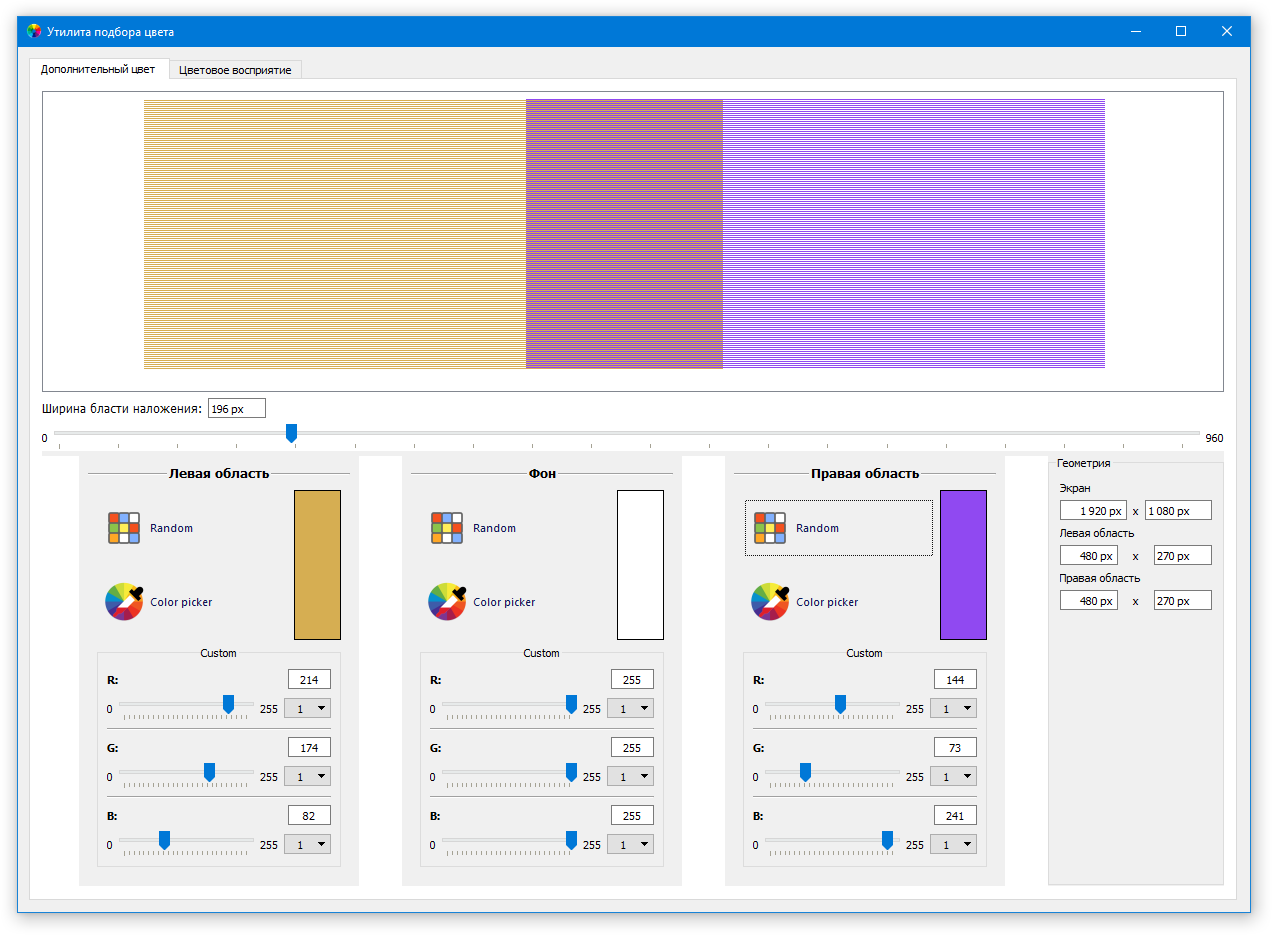 Утилита подбора цвета
Дополнительный цвет Цветовое восприятие
Ширина бласти наложения: 196 px
0 960
Левая область Фон Правая область Геометрия
Экран
1 920 px x 1 080 px
Random Random Random
Левая область
480 px x 270 px
Правая область
Color picker Color picker Color picker 480 px x 270 px
Custom Custom Custom
R: 214 R: 255 R: 144
0 255 1 0 255 1 0 255 1
G: 174 G: 255 G: 73
0 255 1 0 255 1 0 255 1
B: 82 B: 255 B: 241
0 255 1 0 255 1 0 255 1